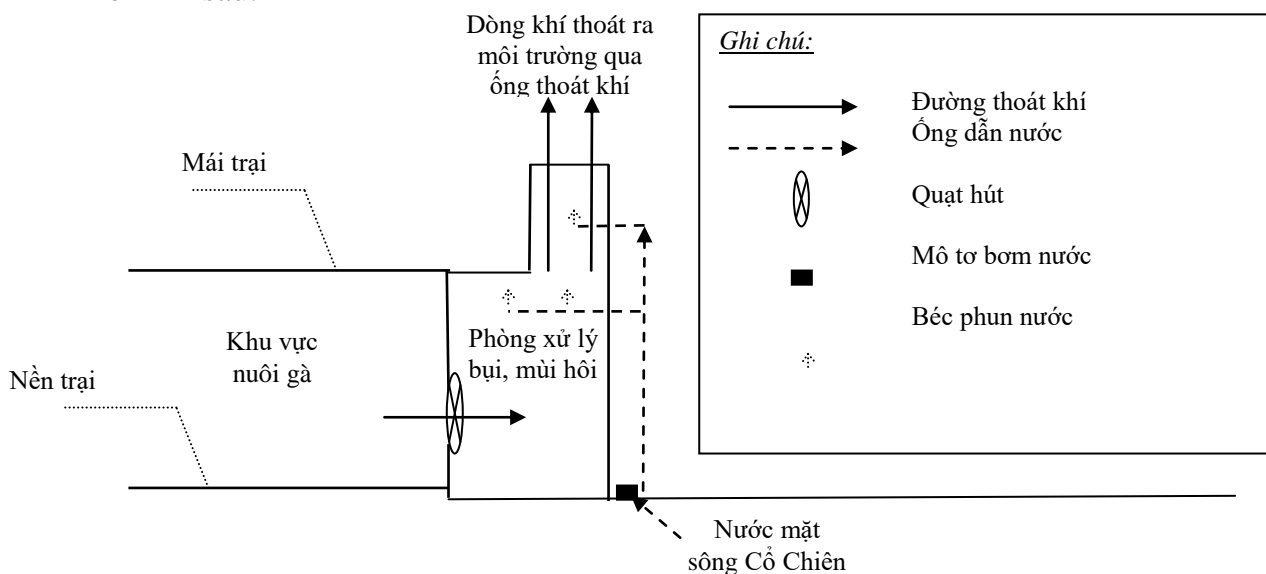 Dòng khí thoát ra
môi trường qua
ống thoát khí
Ghi chú:
Đường thoát khí
Ống dẫn nước
Quạt hút
Mô tơ bơm nước
Béc phun nước
Mái trại
Khu vực
nuôi gà
Phòng xử lý
bụi, mùi hôi
Nền trại
Nước mặt
sông Cổ Chiên